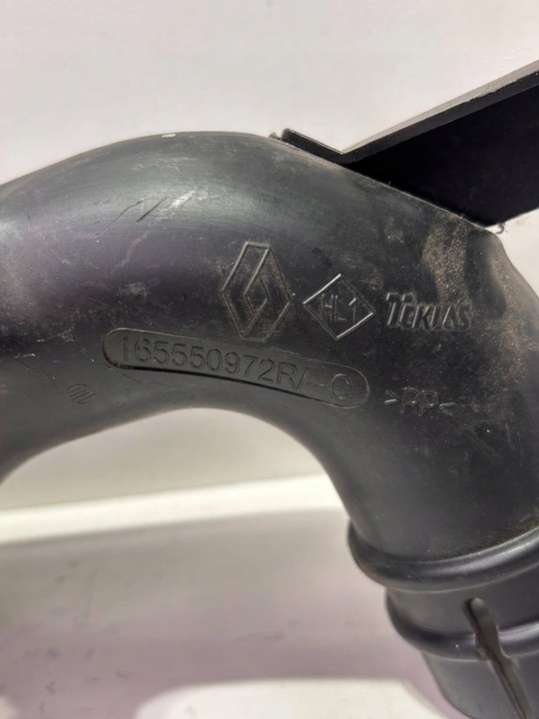 HL1 TEKLAS
165550972R/-C
>PP<